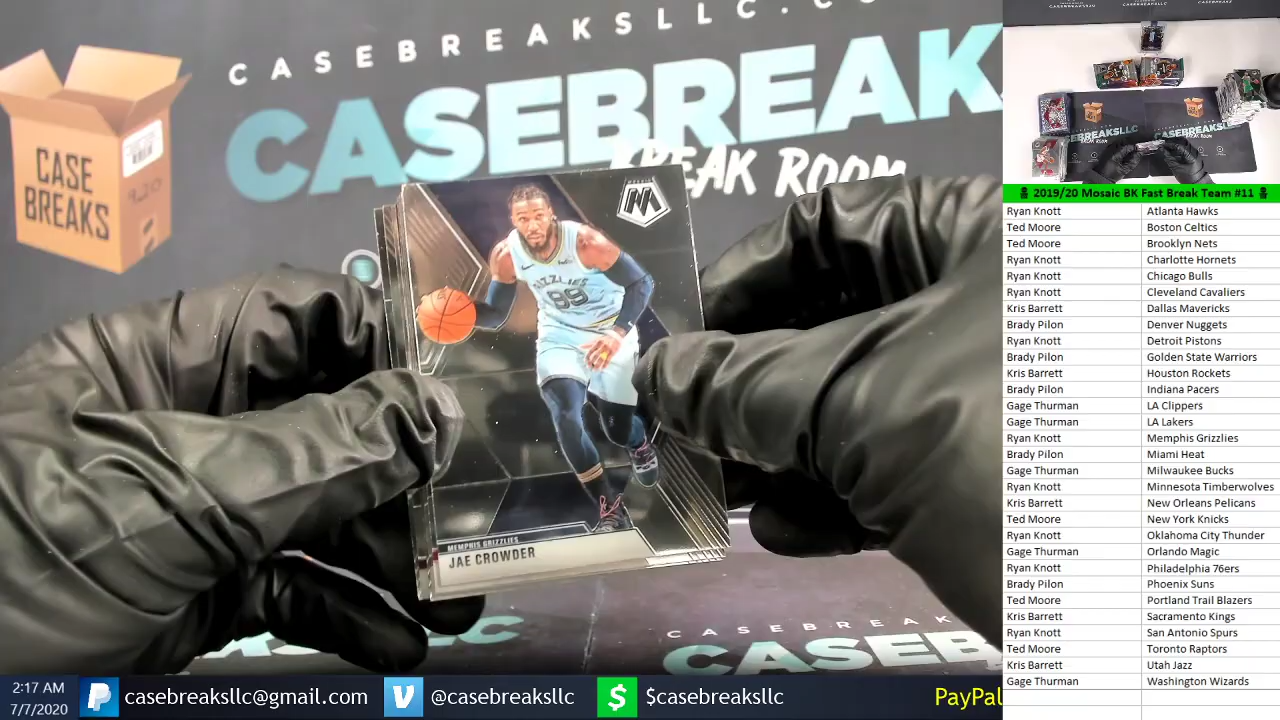 CASEBREAKSLLC.CO
CASEBREAK
BREAK ROOM
CASE
BREAKS
920
GRIZZLIES
99
MEMPHIS GRIZZLIES
JAE CROWDER
CASEBREAK
CASEB
LC
2:17 AM
7/7/2020
casebreaksllc@gmail.com
@casebreaksllc
$casebreaksllc
PayPal
2019/20 Mosaic BK Fast Break Team #11
Ryan Knott Atlanta Hawks
Ted Moore Boston Celtics
Ted Moore Brooklyn Nets
Ryan Knott Charlotte Hornets
Ryan Knott Chicago Bulls
Ryan Knott Cleveland Cavaliers
Kris Barrett Dallas Mavericks
Brady Pilon Denver Nuggets
Ryan Knott Detroit Pistons
Brady Pilon Golden State Warriors
Kris Barrett Houston Rockets
Brady Pilon Indiana Pacers
Gage Thurman LA Clippers
Gage Thurman LA Lakers
Ryan Knott Memphis Grizzlies
Brady Pilon Miami Heat
Gage Thurman Milwaukee Bucks
Ryan Knott Minnesota Timberwolves
Kris Barrett New Orleans Pelicans
Ted Moore New York Knicks
Ryan Knott Oklahoma City Thunder
Gage Thurman Orlando Magic
Ryan Knott Philadelphia 76ers
Brady Pilon Phoenix Suns
Ted Moore Portland Trail Blazers
Kris Barrett Sacramento Kings
Ryan Knott San Antonio Spurs
Ted Moore Toronto Raptors
Kris Barrett Utah Jazz
Gage Thurman Washington Wizards